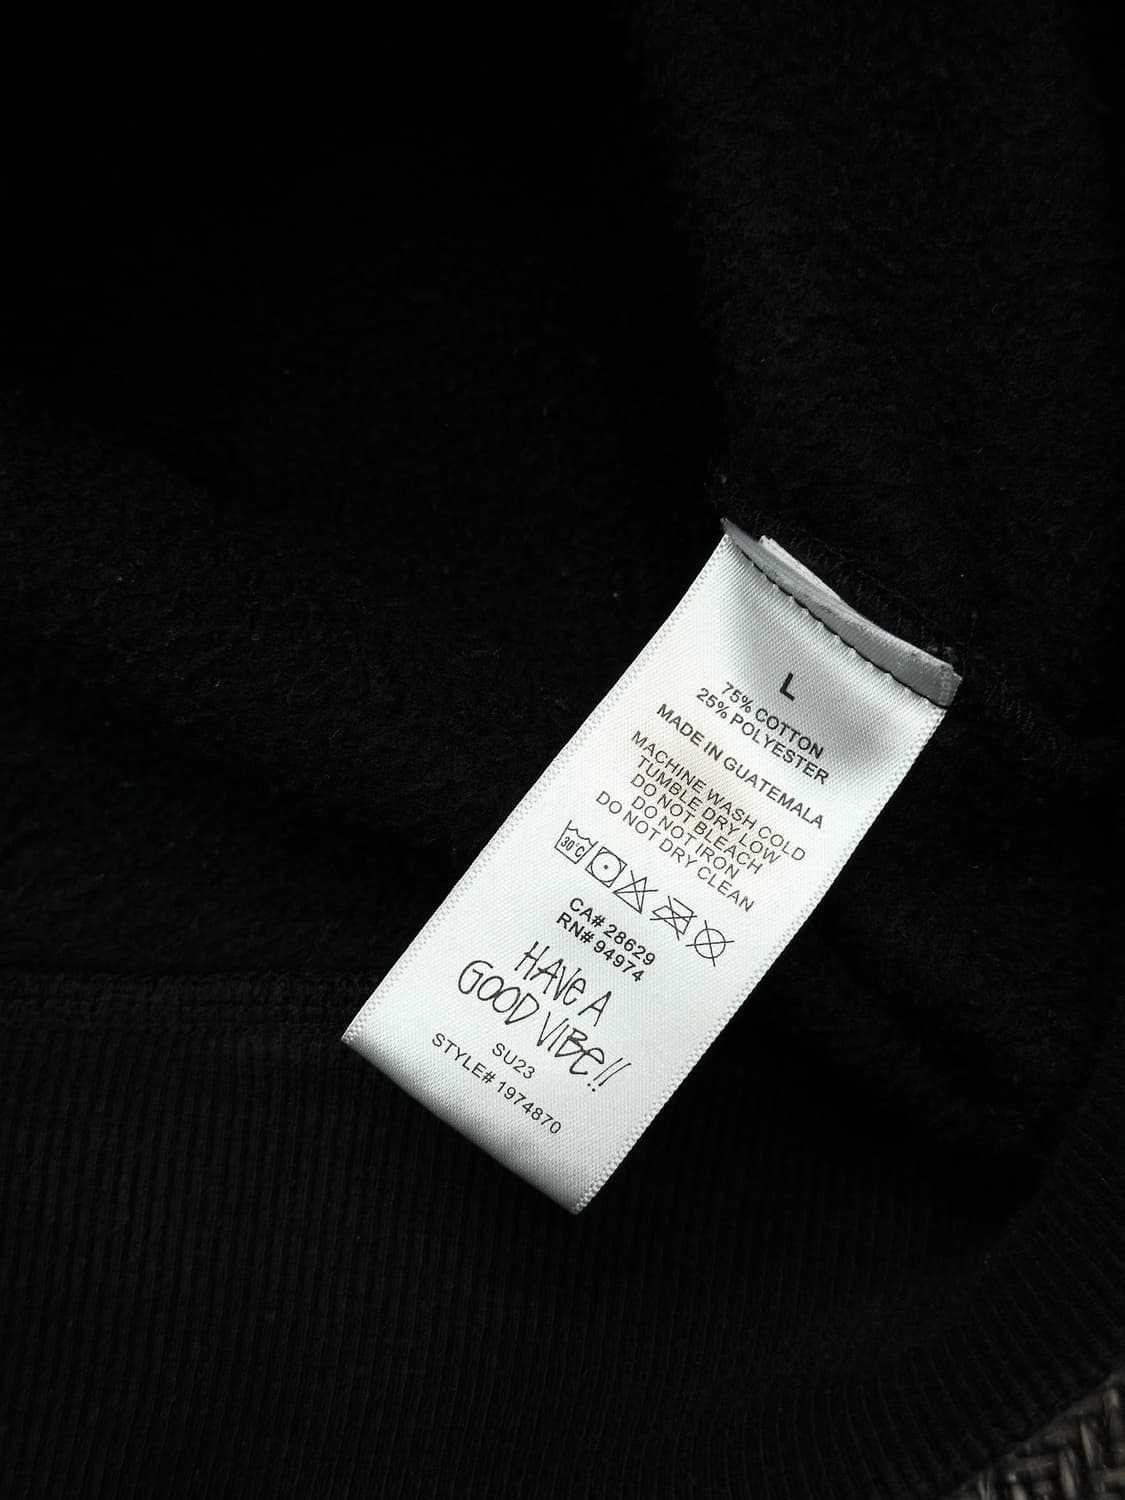 L
75% COTTON
25% POLYESTER
MADE IN GUATEMALA
MACHINE WASH COLD
TUMBLE DRY LOW
DO NOT BLEACH
DO NOT IRON
DO NOT DRY CLEAN
30°C
CA# 28629
RN# 94974
HAVE A
GOOD VIBE!!
SU23
STYLE# 1974870